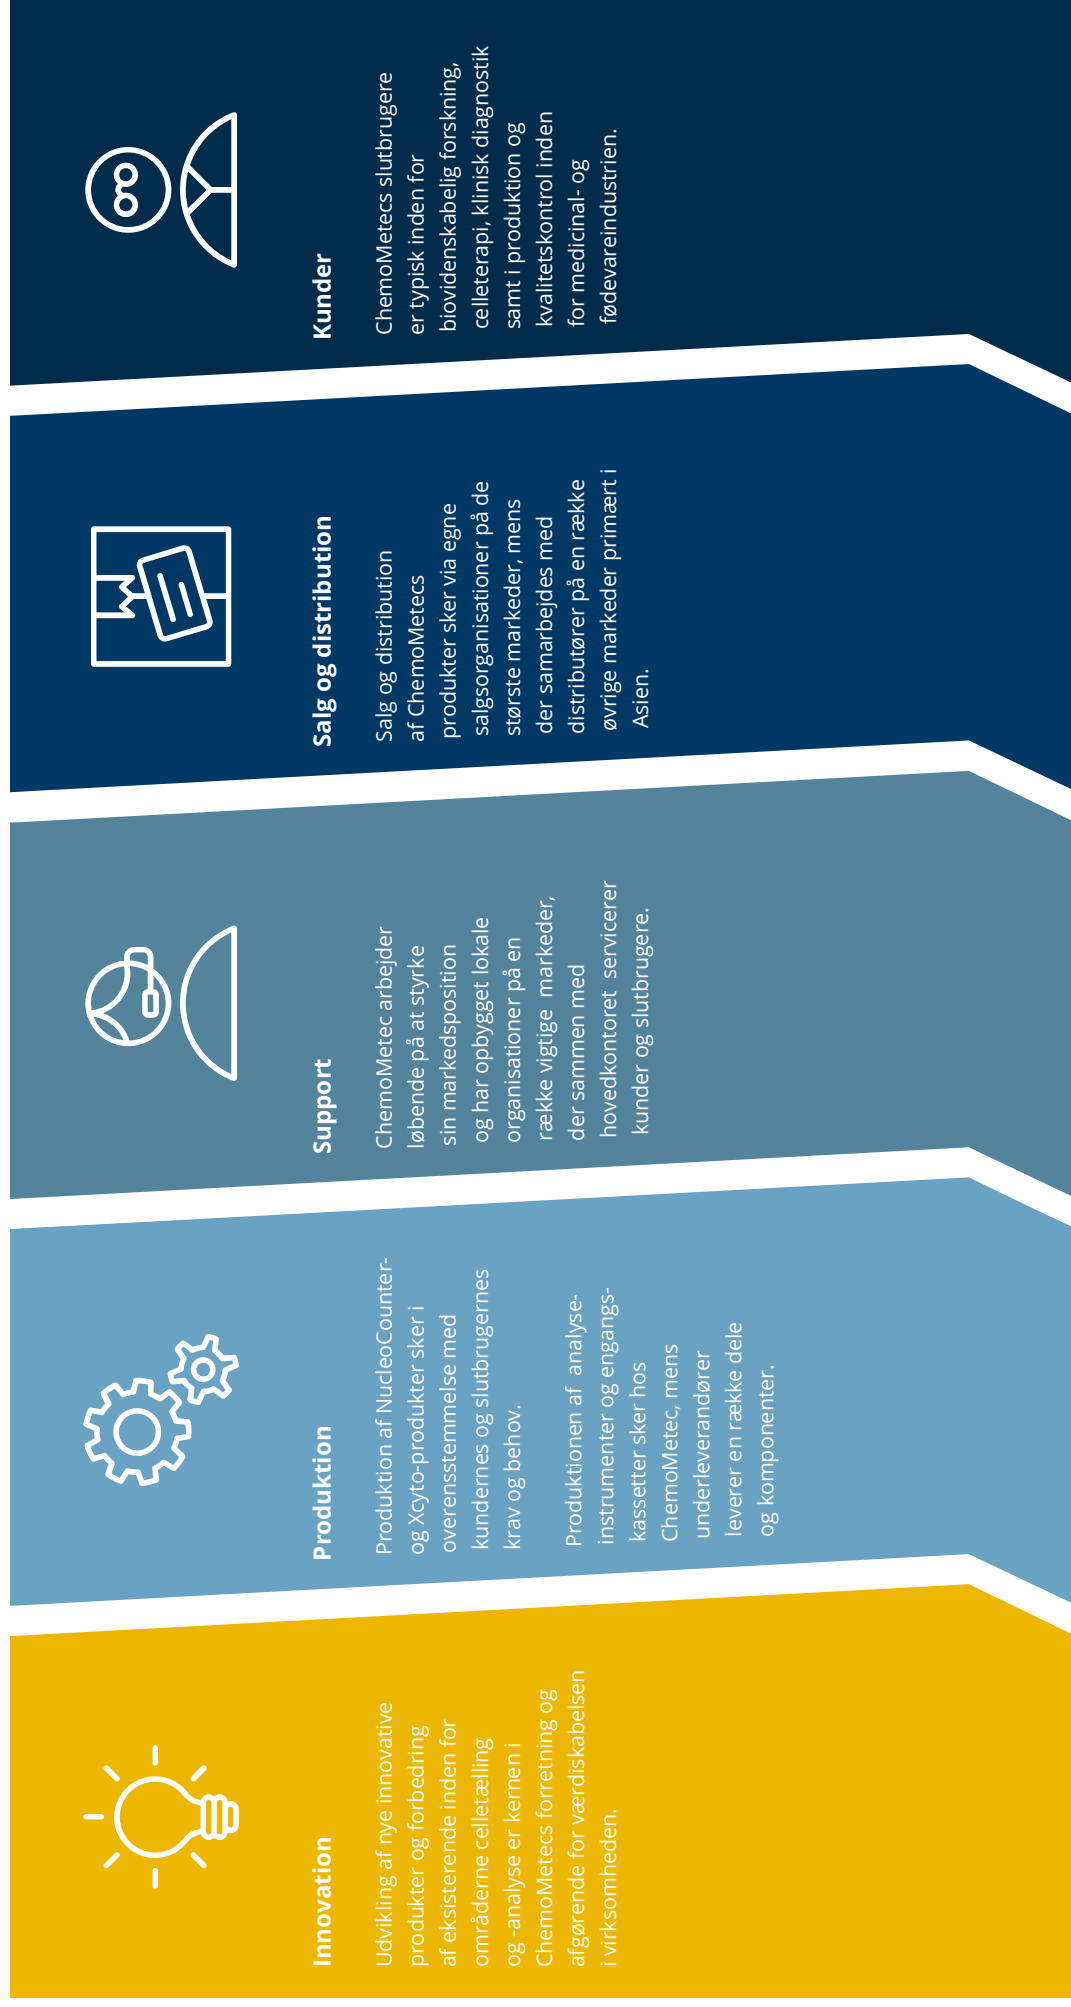 Innovation
Udvikling af nye innovative
produkter og forbedring
af eksisterende inden for
områderne celletælling
og -analyse er kernen i
ChemoMetecs forretning og
afgørende for værdiskabelsen
i virksomheden.
Produktion
Produktion af NucleoCounter-
og Xcyto-produkter sker i
overensstemmelse med
kundernes og slutbrugernes
krav og behov.
Produktionen af analyse-
instrumenter og engangs-
kassetter sker hos
ChemoMetec, mens
underleverandører
leverer en række dele
og komponenter.
Support
ChemoMetec arbejder
løbende på at styrke
sin markedsposition
og har opbygget lokale
organisationer på en
række vigtige markeder,
der sammen med
hovedkontoret servicerer
kunder og slutbrugere.
Salg og distribution
Salg og distribution
af ChemoMetecs
produkter sker via egne
salgsorganisationer på de
største markeder, mens
der samarbejdes med
distributører på en række
øvrige markeder primært i
Asien.
Kunder
ChemoMetecs slutbrugere
er typisk inden for
biovidenskabelig forskning,
celleterapi, klinisk diagnostik
samt i produktion og
kvalitetskontrol inden
for medicinal- og
fødevareindustrien.